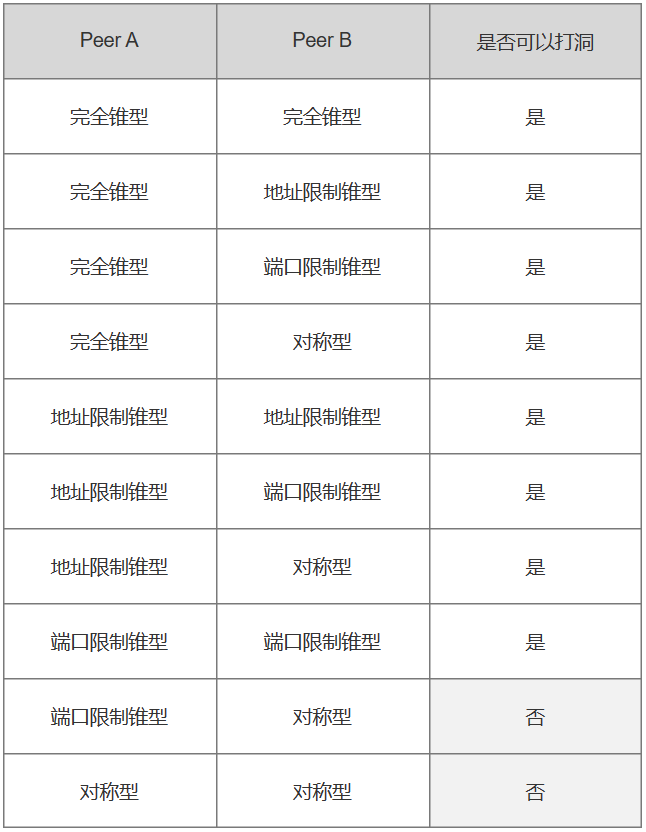 Peer A Peer B 是否可以打洞
完全锥型 完全锥型 是
完全锥型 地址限制锥型 是
完全锥型 端口限制锥型 是
完全锥型 对称型 是
地址限制锥型 地址限制锥型 是
地址限制锥型 端口限制锥型 是
地址限制锥型 对称型 是
端口限制锥型 端口限制锥型 是
端口限制锥型 对称型 否
对称型 对称型 否